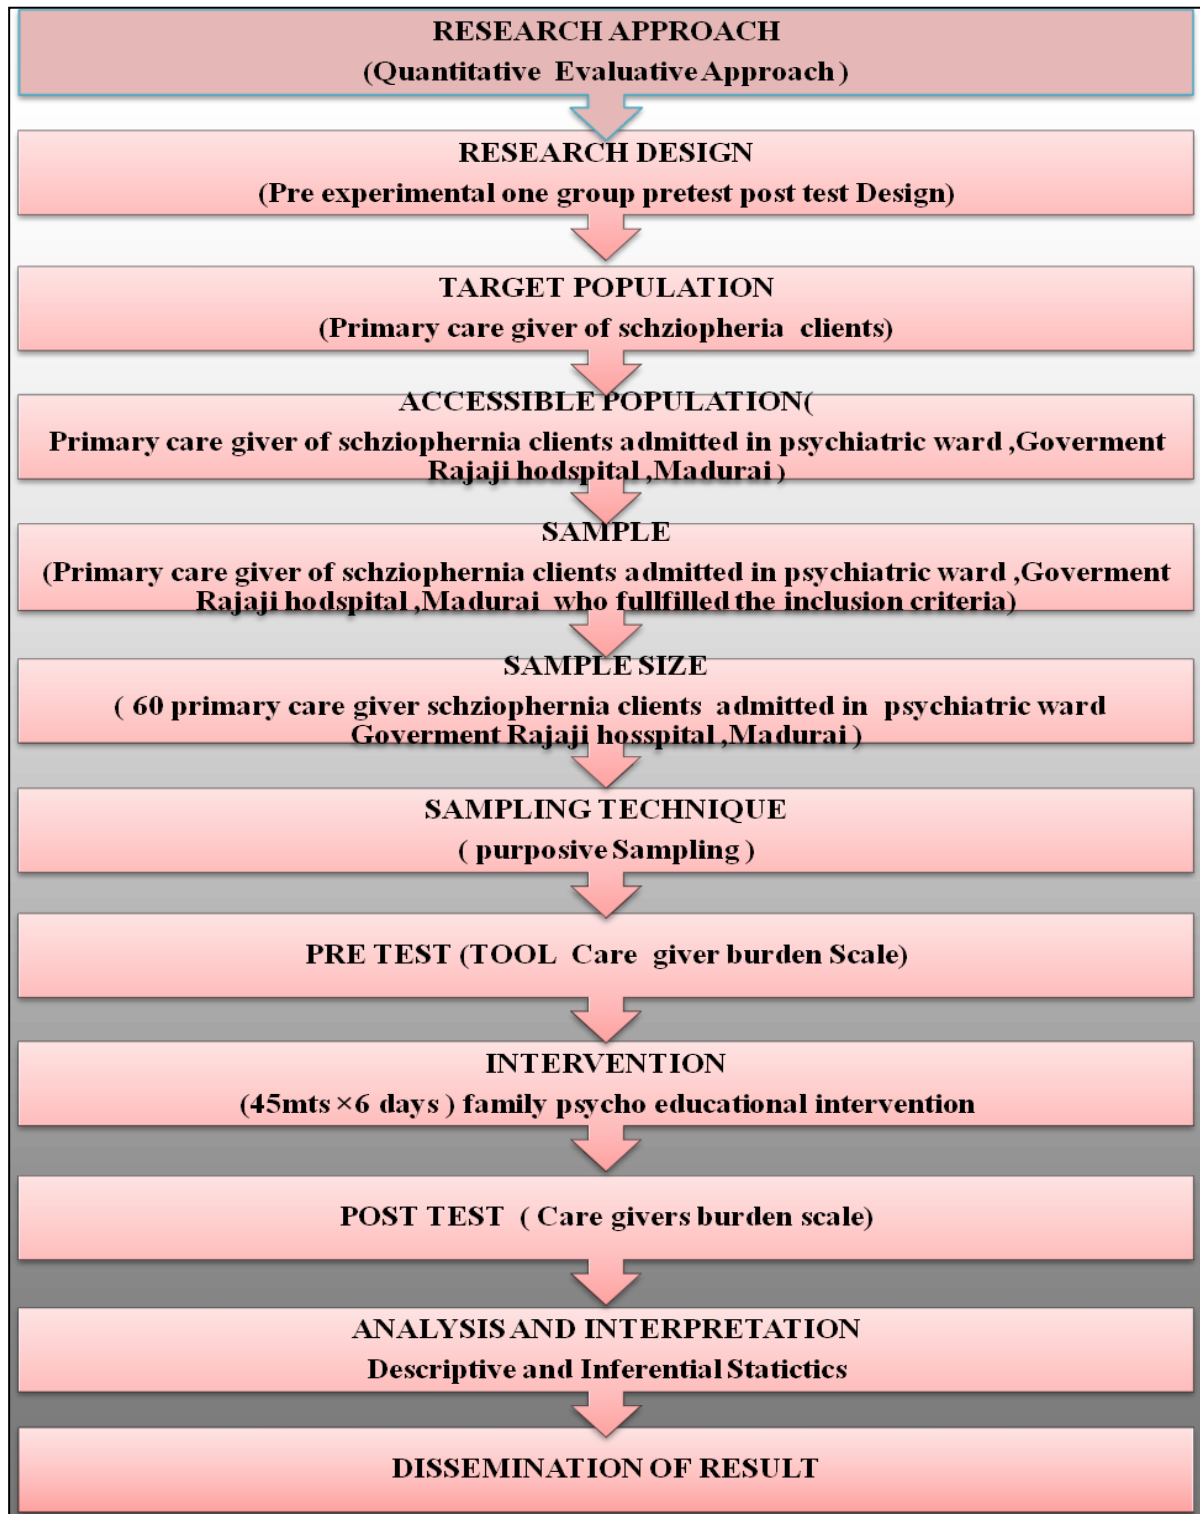 RESEARCH APPROACH
(Quantitative Evaluative Approach )
RESEARCH DESIGN
(Pre experimental one group pretest post test Design)
TARGET POPULATION
(Primary care giver of schziopheria clients)
ACCESSIBLE POPULATION(
Primary care giver of schziophernia clients admitted in psychiatric ward ,Goverment
Rajaji hodspital ,Madurai )
SAMPLE
(Primary care giver of schziophernia clients admitted in psychiatric ward ,Goverment
Rajaji hodspital ,Madurai who fullfilled the inclusion criteria)
SAMPLE SIZE
( 60 primary care giver schziophernia clients admitted in psychiatric ward
Goverment Rajaji hosspital ,Madurai )
SAMPLING TECHNIQUE
( purposive Sampling )
PRE TEST (TOOL Care giver burden Scale)
INTERVENTION
(45mts ×6 days ) family psycho educational intervention
POST TEST ( Care givers burden scale)
ANALYSIS AND INTERPRETATION
Descriptive and Inferential Statictics
DISSEMINATION OF RESULT